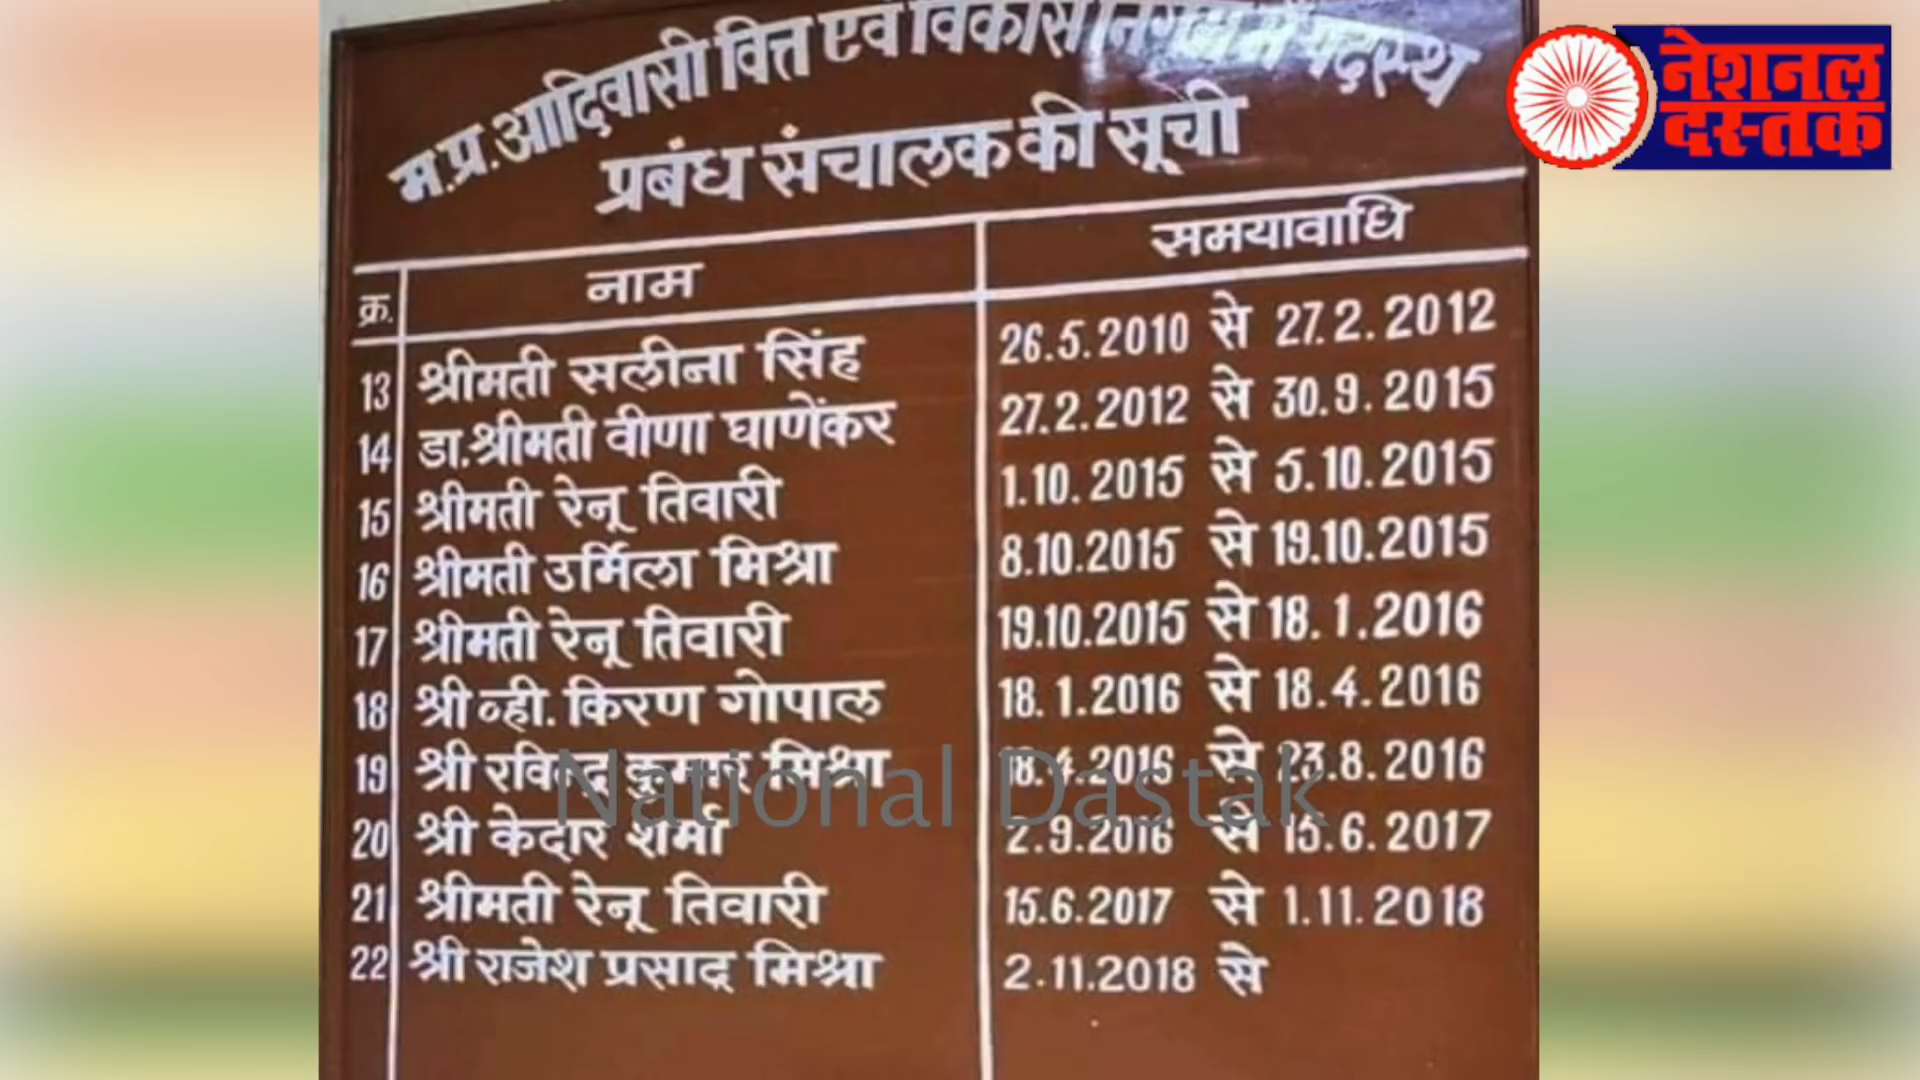 म.प्र.आदिवासी वित्त एवं विकास निगम में पदस्थ
प्रबंध संचालक की सूची
क्र. नाम समयावाधि
13 श्रीमती सलीना सिंह 26.5.2010 से 27.2.2012
14 डा.श्रीमती वीणा घाणेंकर 27.2.2012 से 30.9.2015
15 श्रीमती रेनू तिवारी 1.10.2015 से 5.10.2015
16 श्रीमती उर्मिला मिश्रा 8.10.2015 से 19.10.2015
17 श्रीमती रेनू तिवारी 19.10.2015 से 18.1.2016
18 श्री व्ही. किरण गोपाल 18.1.2016 से 18.4.2016
19 श्री रविन्द्र कुमार मिश्रा 18.4.2016 से 23.8.2016
20 श्री केदार शर्मा 2.9.2016 से 15.6.2017
21 श्रीमती रेनू तिवारी 15.6.2017 से 1.11.2018
22 श्री राजेश प्रसाद मिश्रा 2.11.2018 से
नेशनल
दस्तक
National Dastak